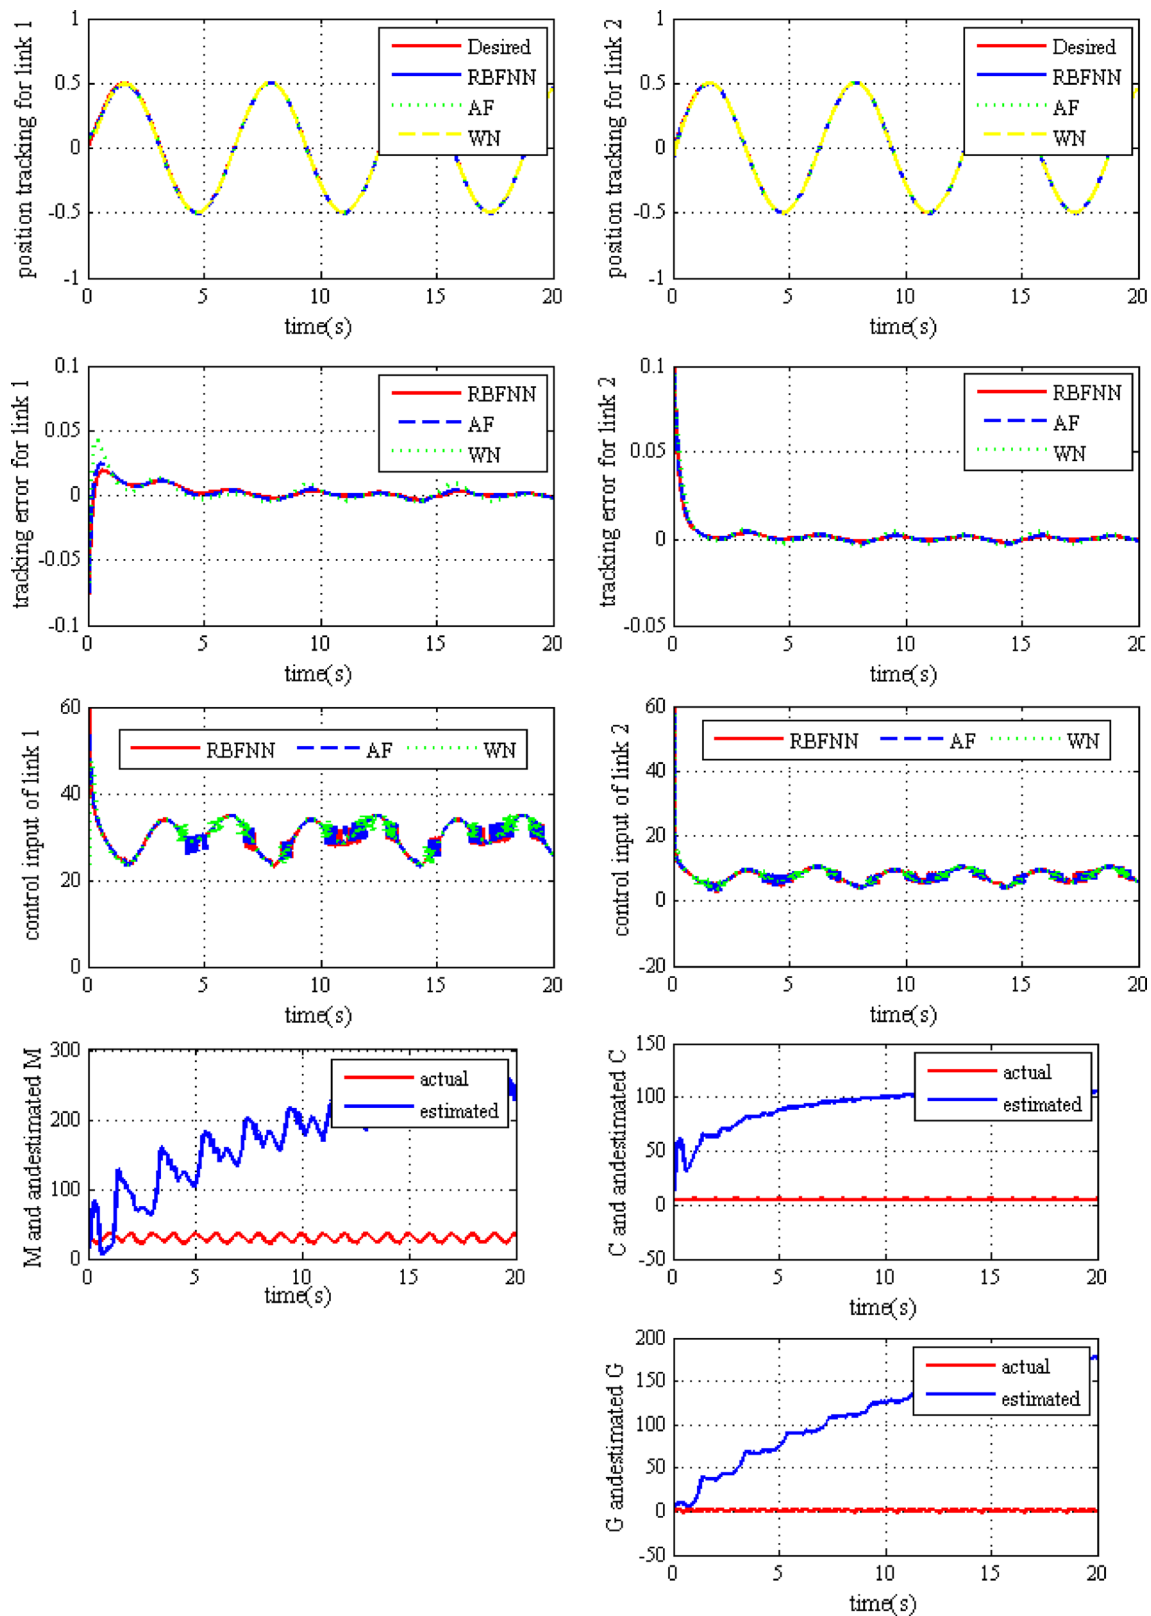 position tracking for link 1
1
0.5
0
-0.5
-1
Desired
RBFNN
AF
WN
0 5 10 15 20
time(s)
position tracking for link 2
1
0.5
0
-0.5
-1
Desired
RBFNN
AF
WN
0 5 10 15 20
time(s)
tracking error for link 1
0.1
0.05
0
-0.05
-0.1
RBFNN
AF
WN
0 5 10 15 20
time(s)
tracking error for link 2
0.1
0.05
0
-0.05
RBFNN
AF
WN
0 5 10 15 20
time(s)
control input of link 1
60
40
20
0
RBFNN AF WN
0 5 10 15 20
time(s)
control input of link 2
60
40
20
0
-20
RBFNN AF WN
0 5 10 15 20
time(s)
M and andestimated M
300
200
100
0
actual
estimated
0 5 10 15 20
time(s)
C and andestimated C
150
100
50
0
-50
actual
estimated
0 5 10 15 20
time(s)
G andestimated G
200
150
100
50
0
-50
actual
estimated
0 5 10 15 20
time(s)